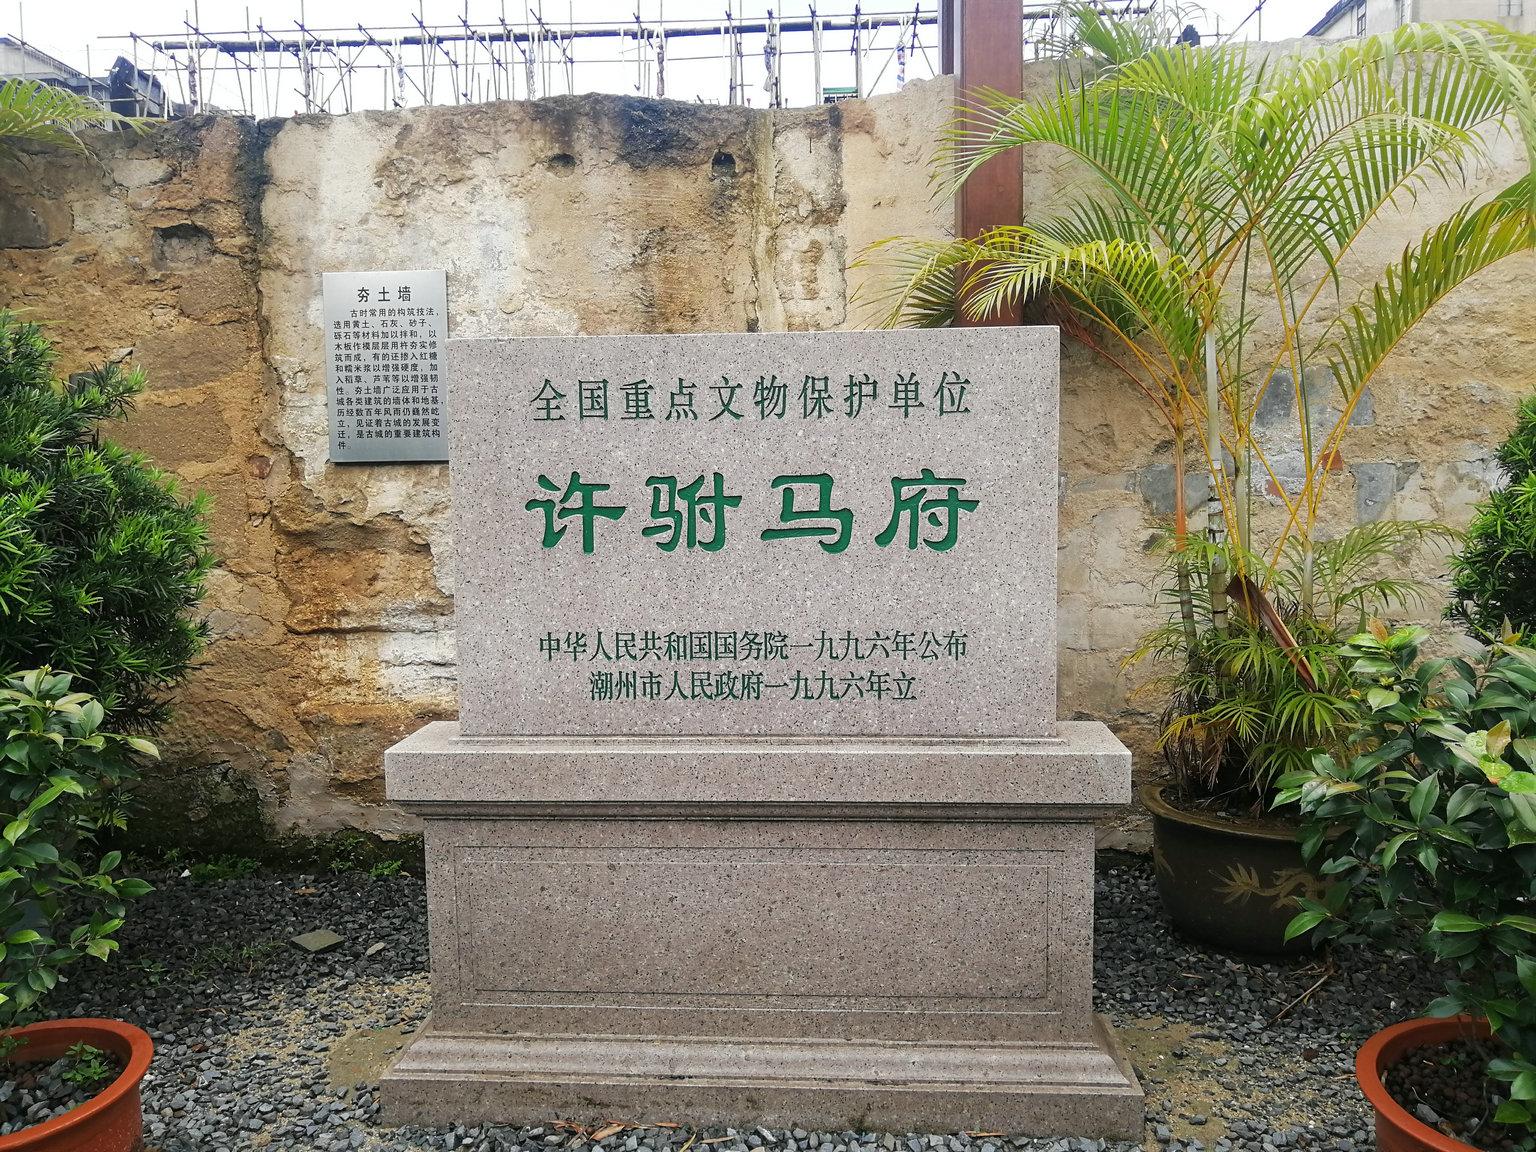 夯土墙
古时常用的构筑技法，
选用黄土、石灰、砂子、
砾石等材料加以拌和，以
木板作模层层用杵夯实修
筑而成，有的还掺入红糖
和糯米浆以增强硬度，加
入稻草、芦苇等以增强韧
性。夯土墙广泛应用于古
城各类建筑的墙体和地基，
历经数百年风雨仍巍然屹
立，见证着古城的发展变
迁，是古城的重要建筑构
件。
全国重点文物保护单位
许驸马府
中华人民共和国国务院一九九六年公布
潮州市人民政府一九九六年立